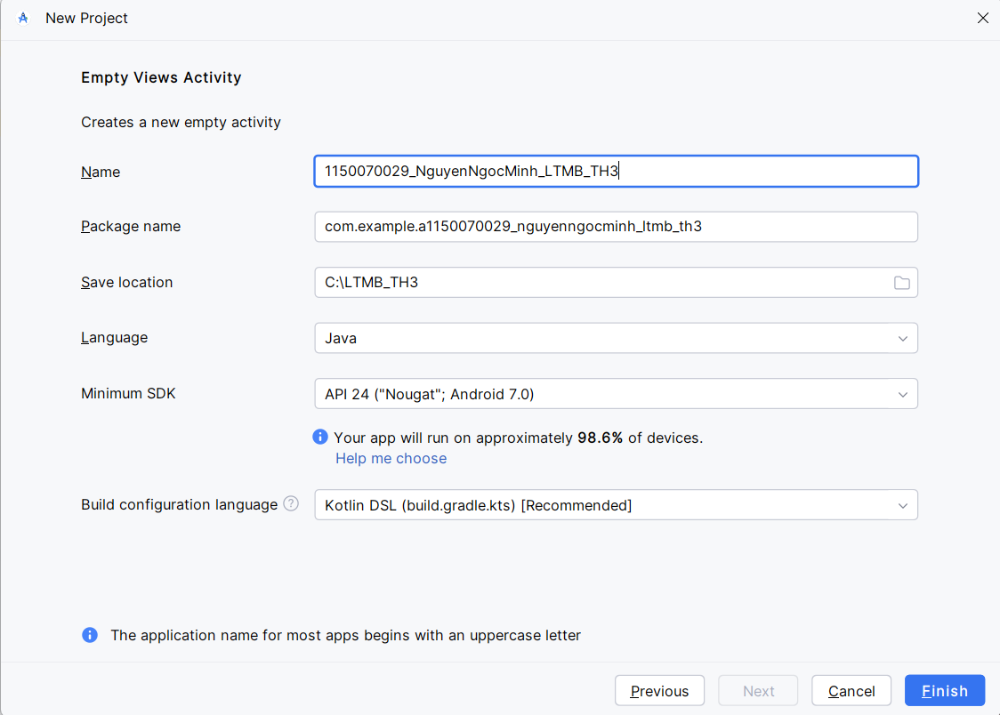 New Project
Empty Views Activity
Creates a new empty activity
Name 1150070029_NguyenNgocMinh_LTMB_TH3
Package name com.example.a1150070029_nguyenngocminh_ltmb_th3
Save location C:\LTMB_TH3
Language Java
Minimum SDK API 24 ("Nougat"; Android 7.0)
Your app will run on approximately 98.6% of devices.
Help me choose
Build configuration language ? Kotlin DSL (build.gradle.kts) [Recommended]
The application name for most apps begins with an uppercase letter
Previous Next Cancel Finish